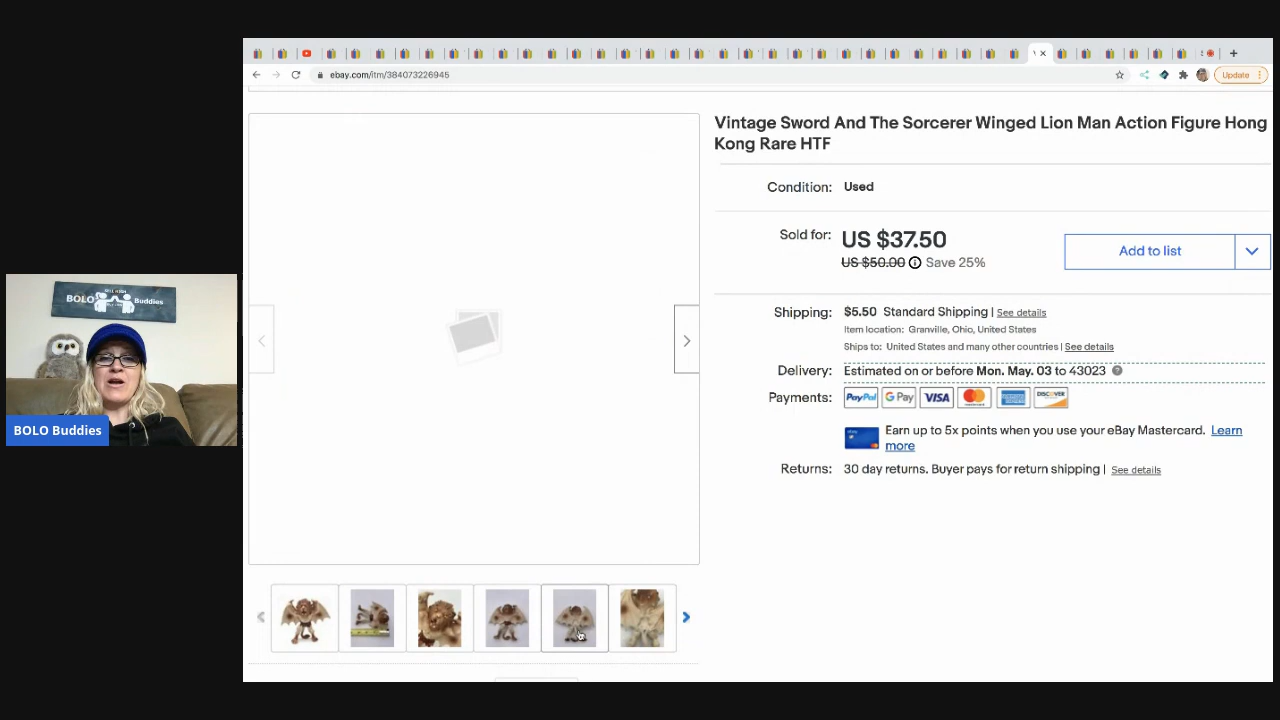 ebay.com/itm/384073226945
Update
Vintage Sword And The Sorcerer Winged Lion Man Action Figure Hong
Kong Rare HTF
Condition: Used
Sold for: US $37.50
US $50.00 Save 25%
Add to list
Shipping: $5.50 Standard Shipping | See details
Item location: Granville, Ohio, United States
Ships to: United States and many other countries | See details
Delivery: Estimated on or before Mon. May. 03 to 43023
Payments: PayPal G Pay VISA DISCOVER
Earn up to 5x points when you use your eBay Mastercard. Learn
more
Returns: 30 day returns. Buyer pays for return shipping | See details
BOLO Buddies
BOLO Buddies